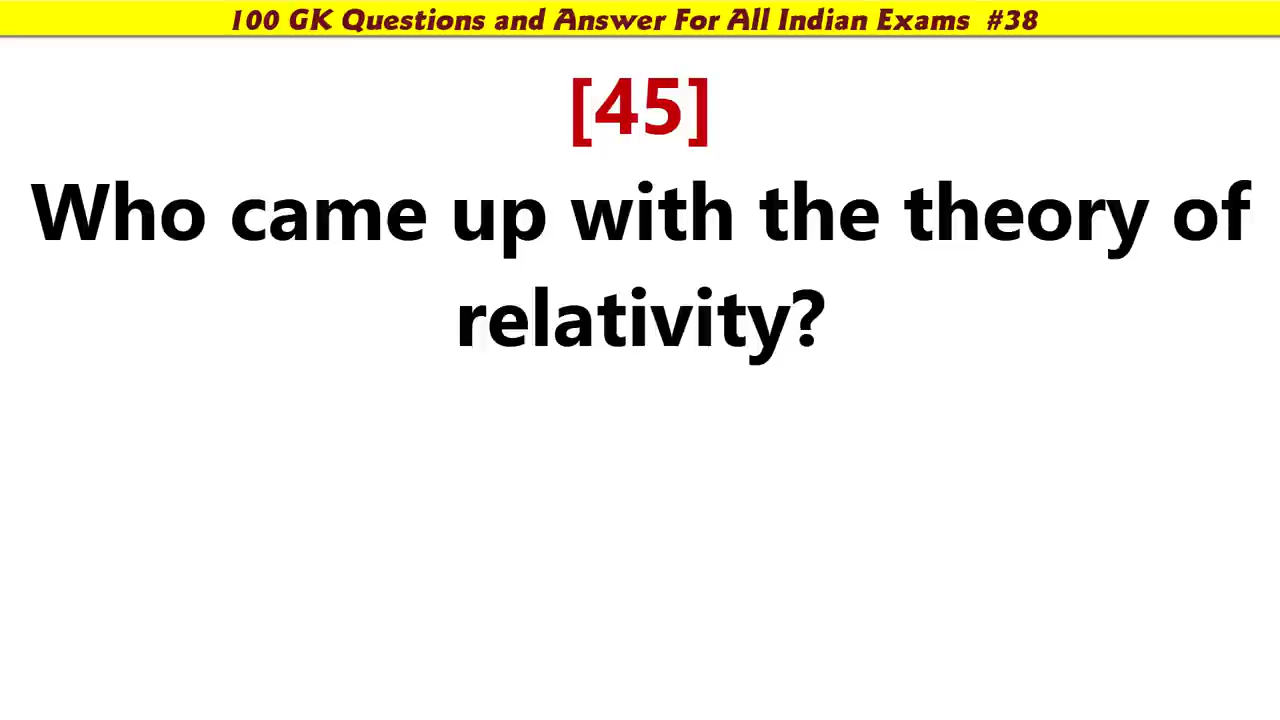 100 GK Questions and Answer For All Indian Exams #38
[45]
Who came up with the theory of
relativity?